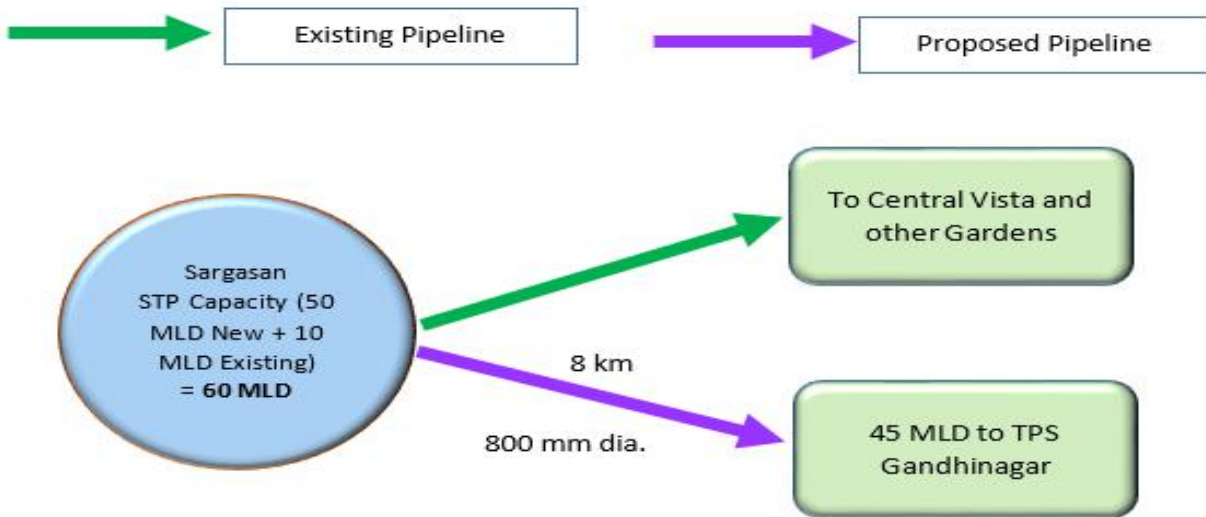 Existing Pipeline
Proposed Pipeline
To Central Vista and
other Gardens
Sargasan
STP Capacity (50
MLD New + 10
MLD Existing)
= 60 MLD
8 km
800 mm dia.
45 MLD to TPS
Gandhinagar